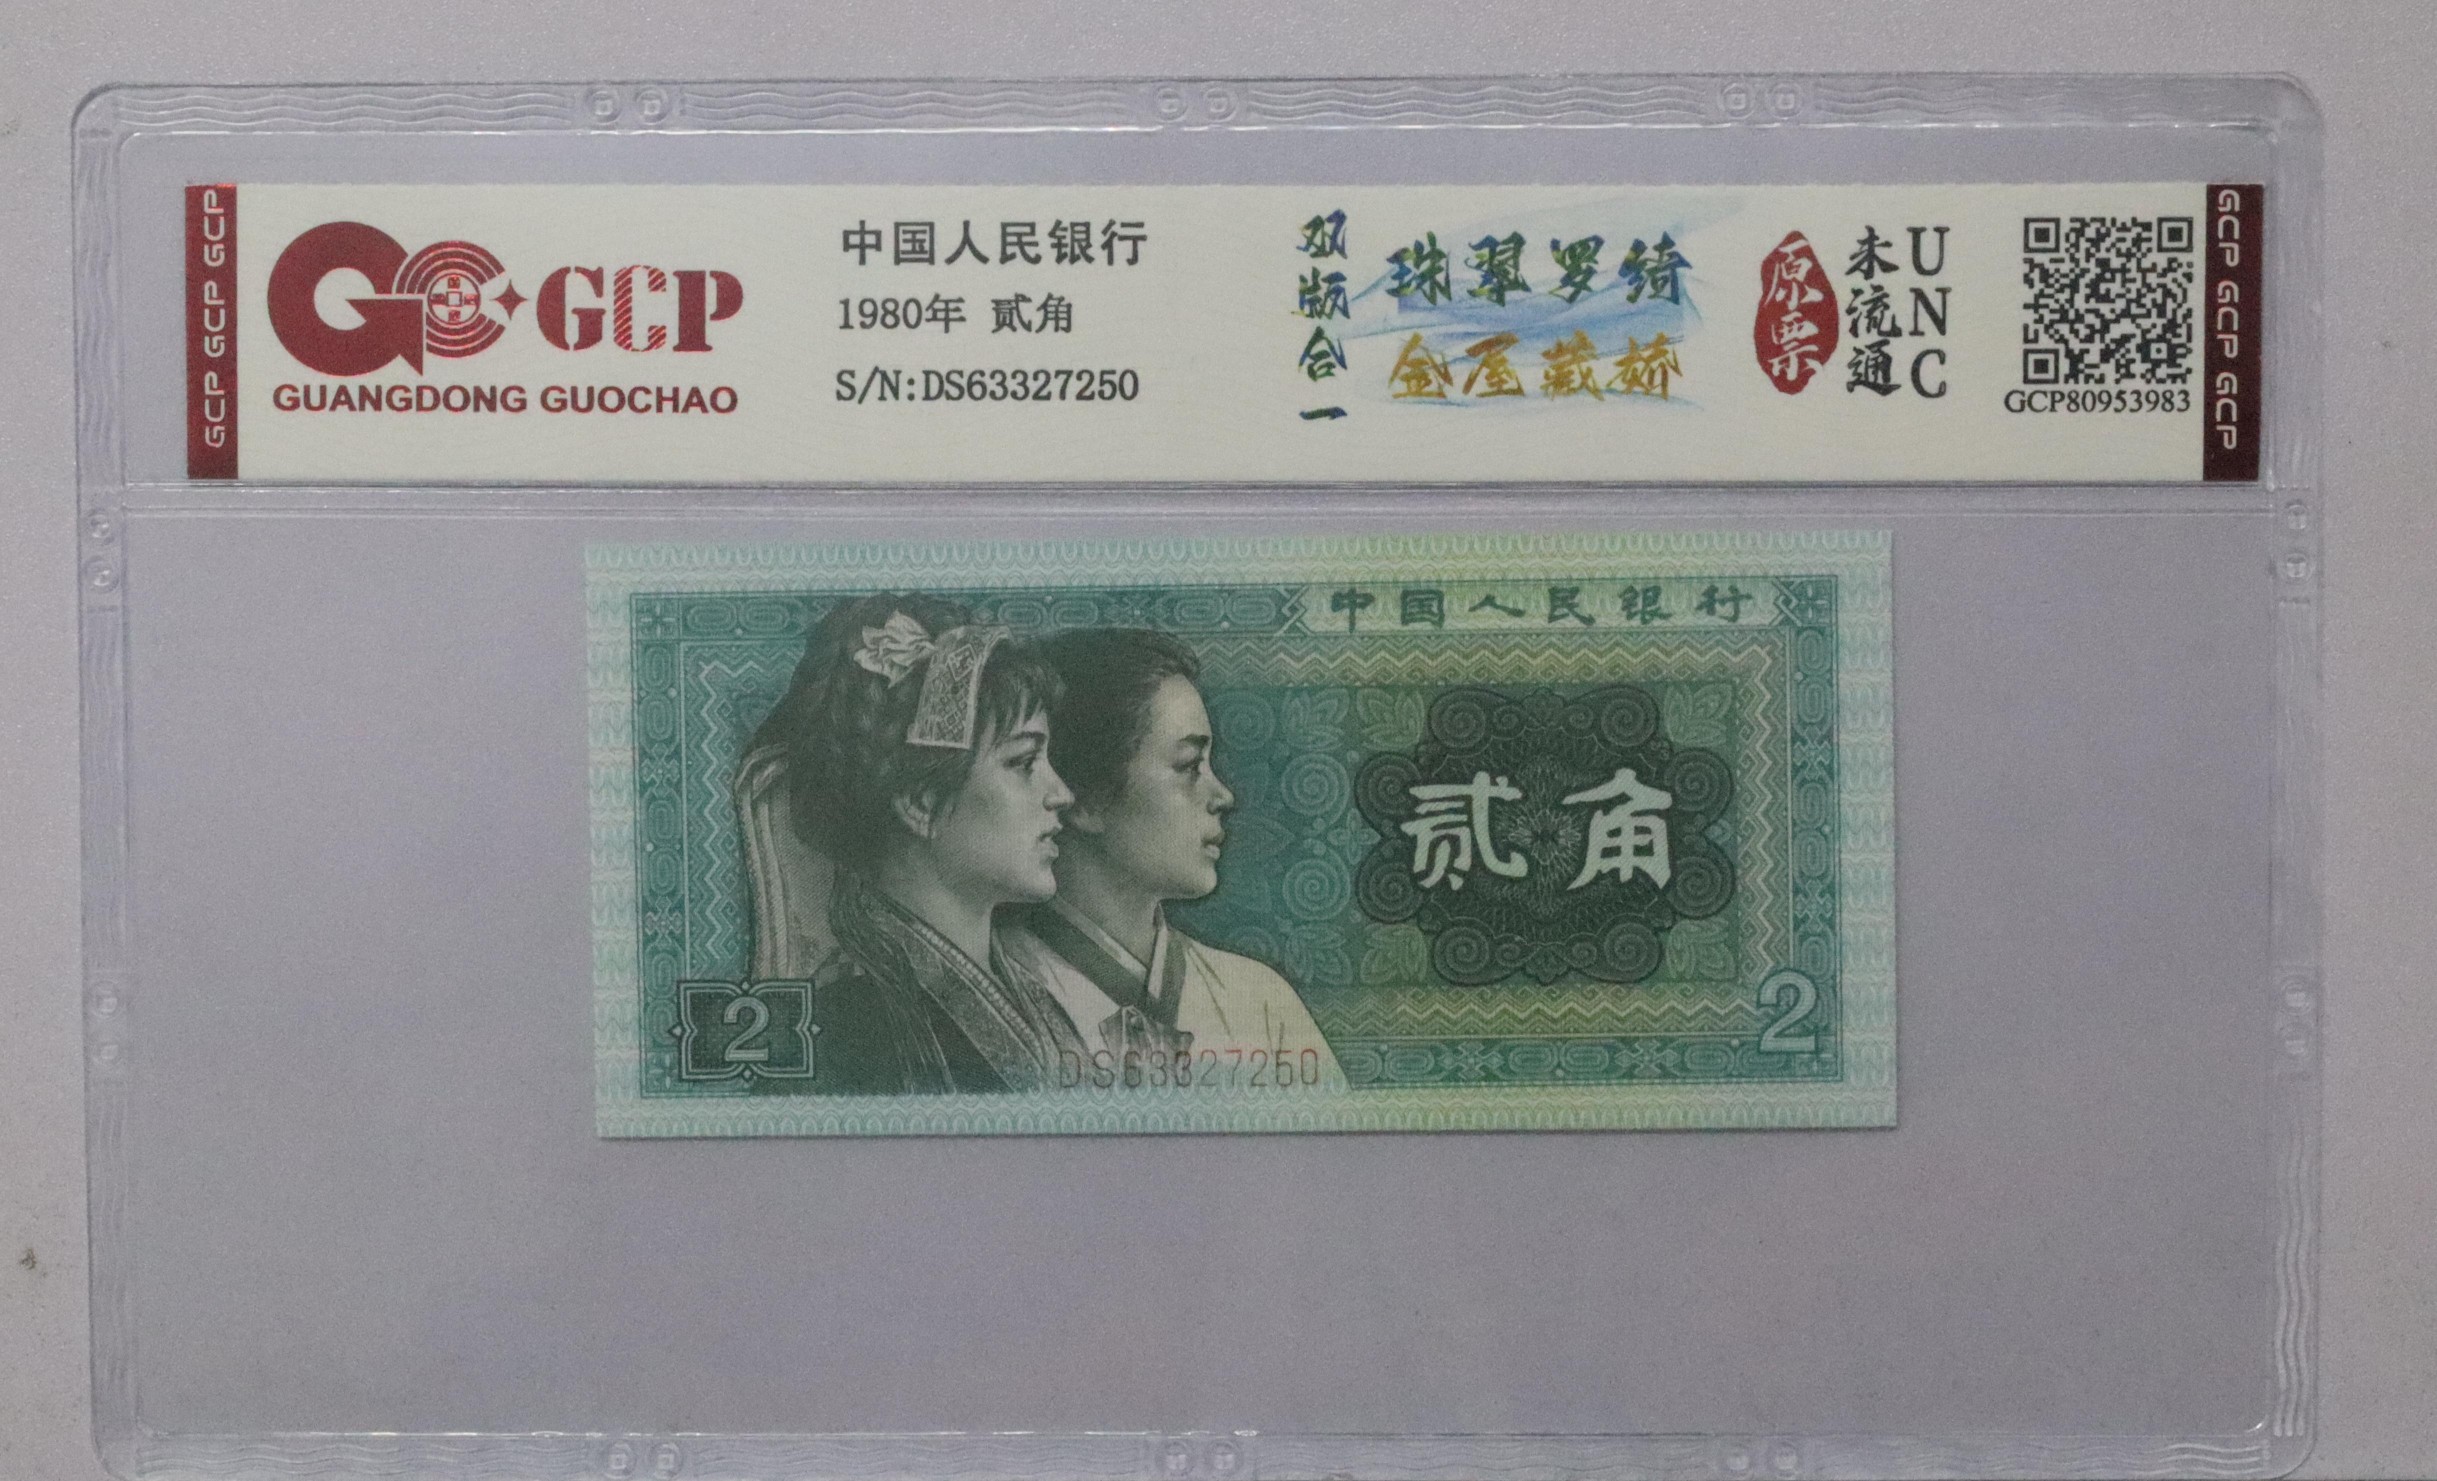 GCP GCP GCP
GCP
GUANGDONG GUOCHAO
中国人民银行
1980年 贰角
S/N:DS63327250
双版合一
珠翠罗绮
金屋藏娇
原票
未流通
UNC
GCP80953983
GCP GCP GCP
中国人民银行
贰角
2
2
DS63327250